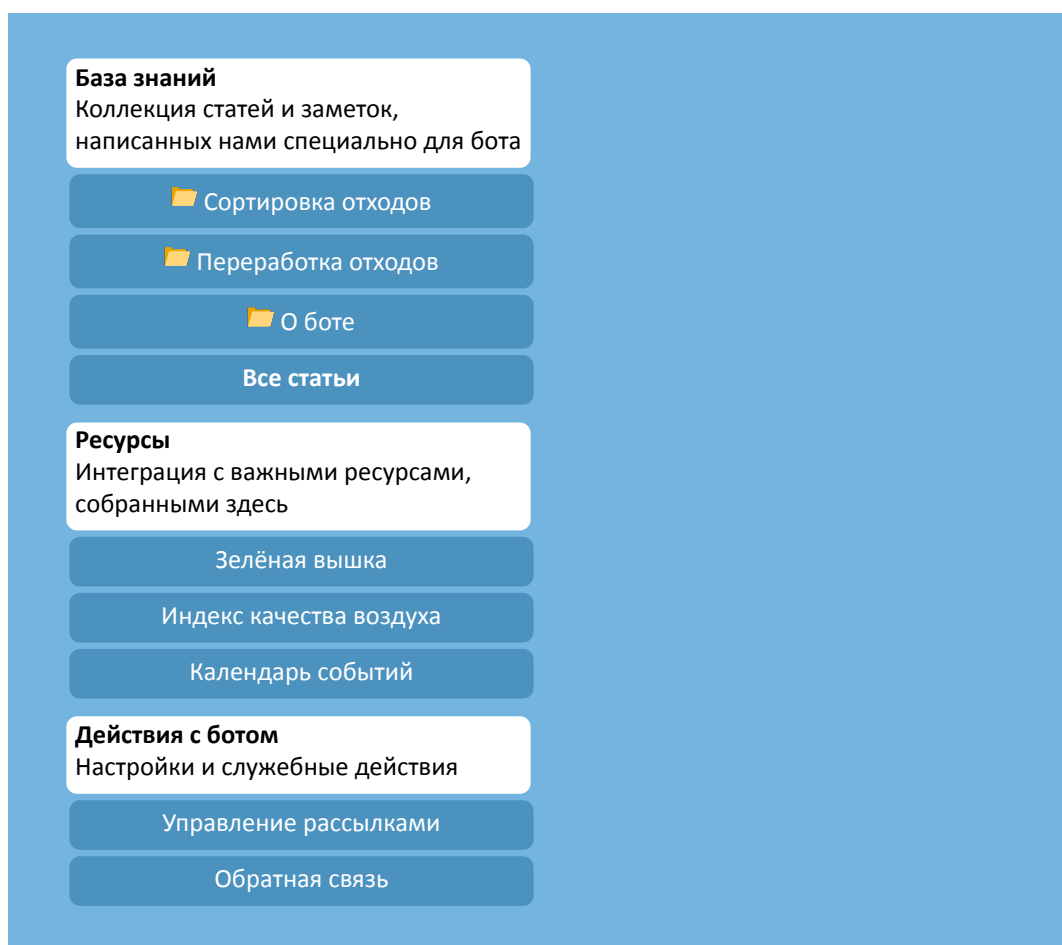 База знаний
Коллекция статей и заметок,
написанных нами специально для бота
Сортировка отходов
Переработка отходов
О боте
Все статьи
Ресурсы
Интеграция с важными ресурсами,
собранными здесь
Зелёная вышка
Индекс качества воздуха
Календарь событий
Действия с ботом
Настройки и служебные действия
Управление рассылками
Обратная связь